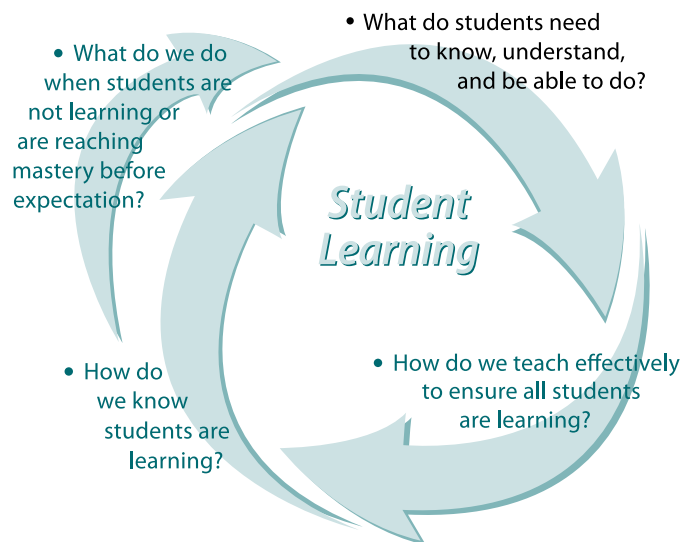 • What do students need
to know, understand,
and be able to do?
• What do we do
when students are
not learning or
are reaching
mastery before
expectation?
Student
Learning
• How do we teach effectively
to ensure all students
are learning?
• How do
we know
students are
learning?